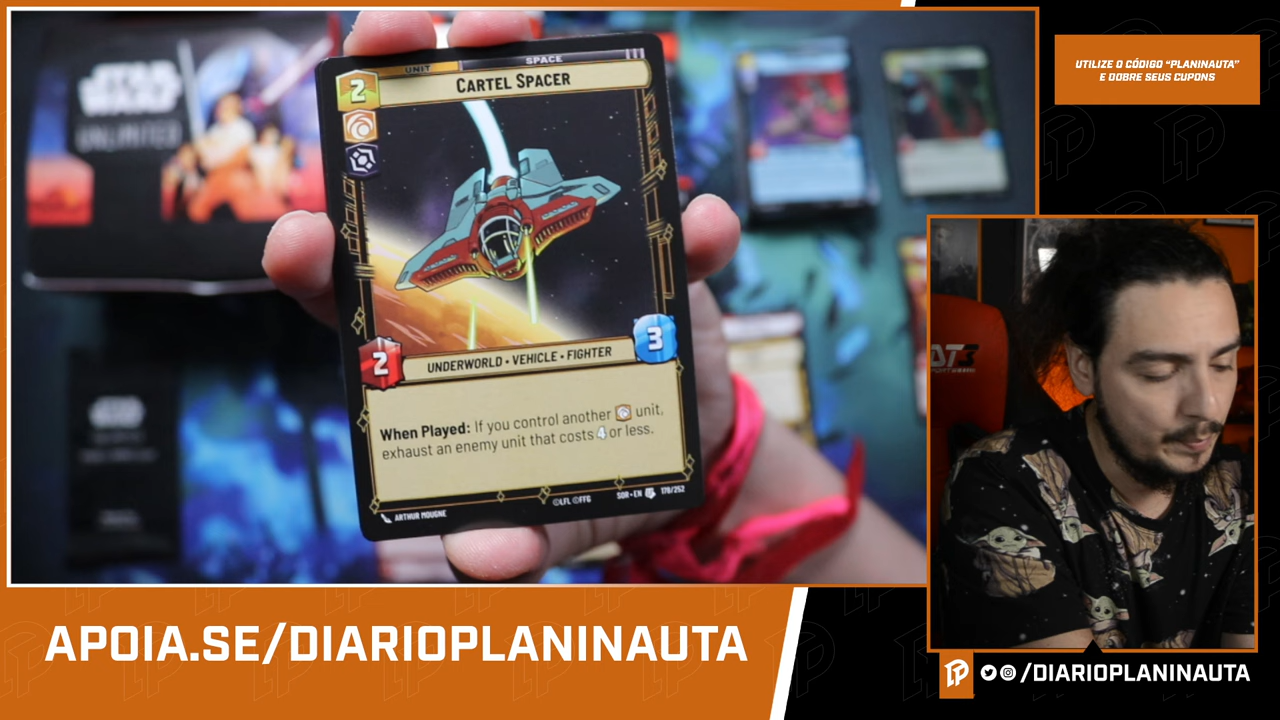 UTILIZE O CÓDIGO “PLANINAUTA”
E DOBRE SEUS CUPONS
STAR
WARS
UNLIMITED
UNIT
SPACE
2
CARTEL SPACER
2
UNDERWORLD • VEHICLE • FIGHTER
3
When Played: If you control another unit,
exhaust an enemy unit that costs 4 or less.
ARTHUR MOUGNE
©LFL ©FFG
SOR • EN
170/252
APOIA.SE/DIARIOPLANINAUTA
/DIARIOPLANINAUTA